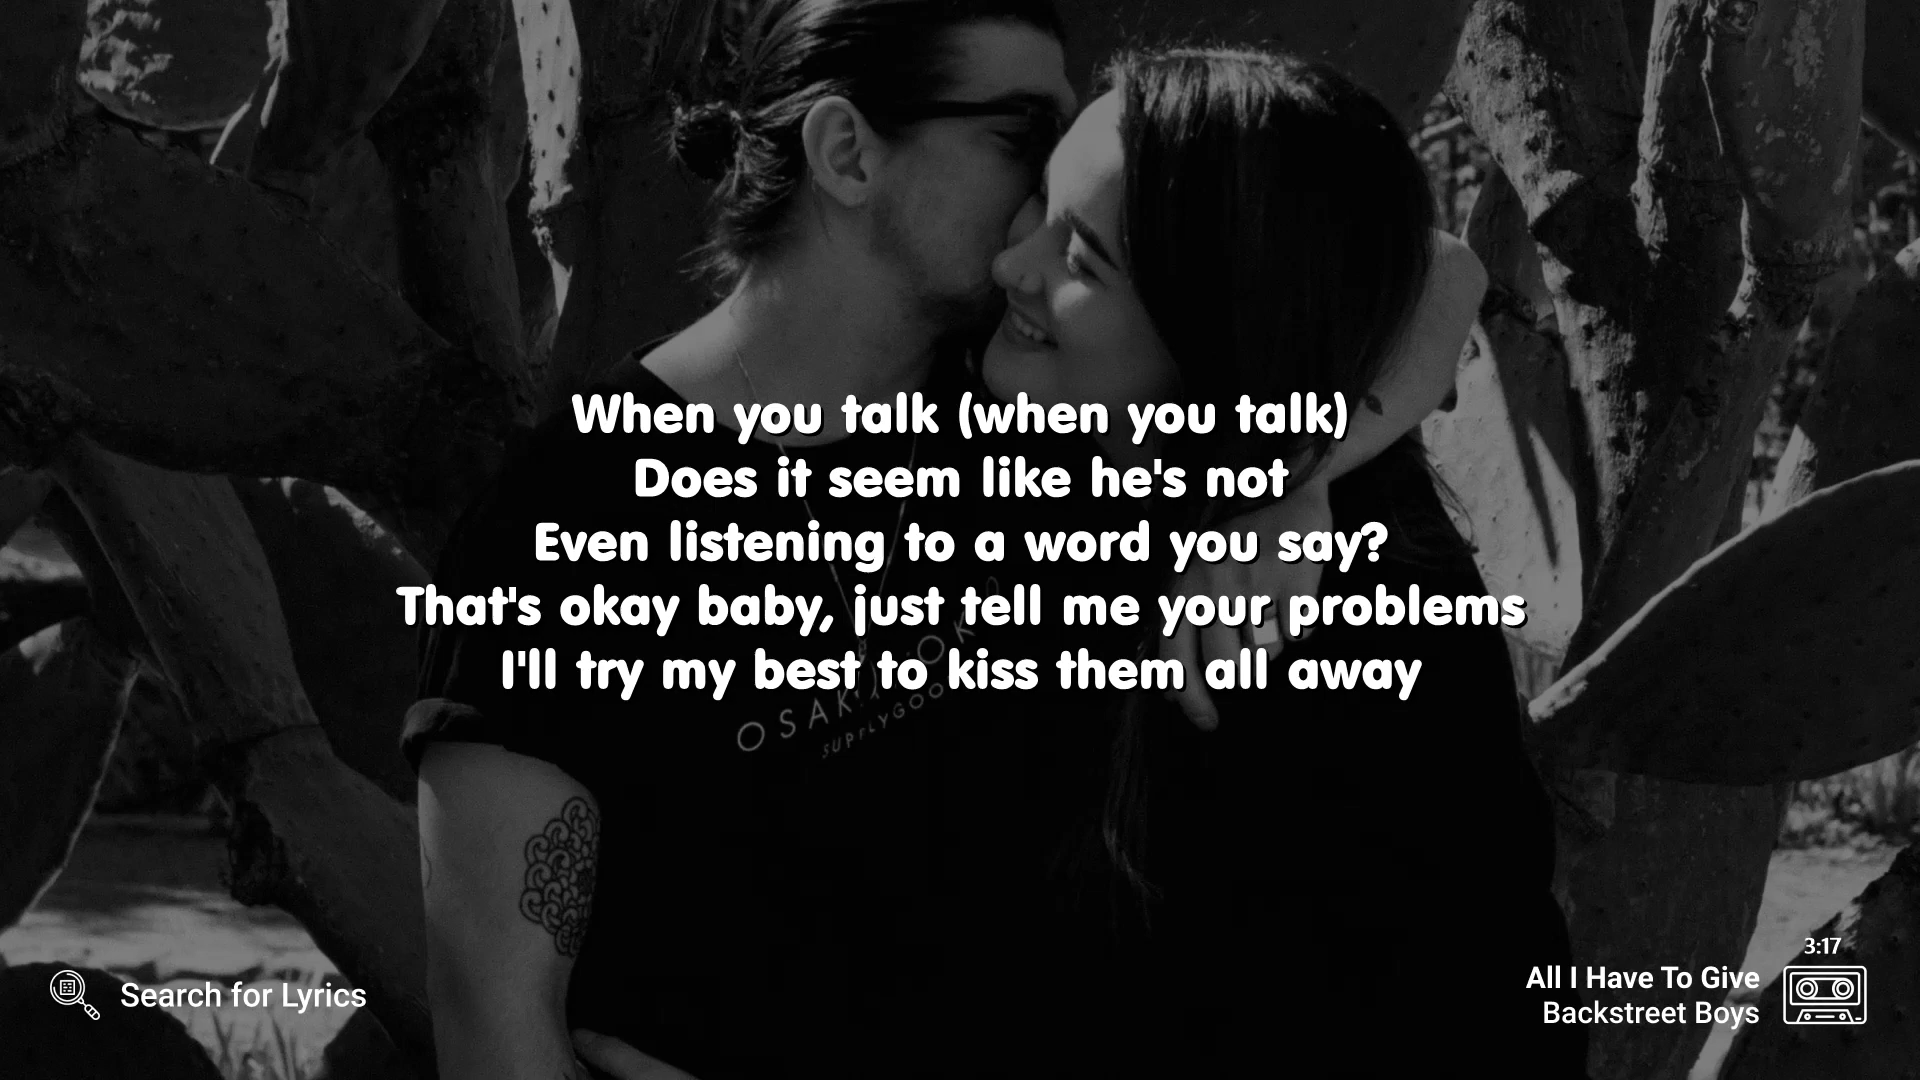 When you talk (when you talk)
Does it seem like he's not
Even listening to a word you say?
That's okay baby, just tell me your problems
I'll try my best to kiss them all away
OSAK
SUPPLYGOO
3:17
Search for Lyrics
All I Have To Give
Backstreet Boys